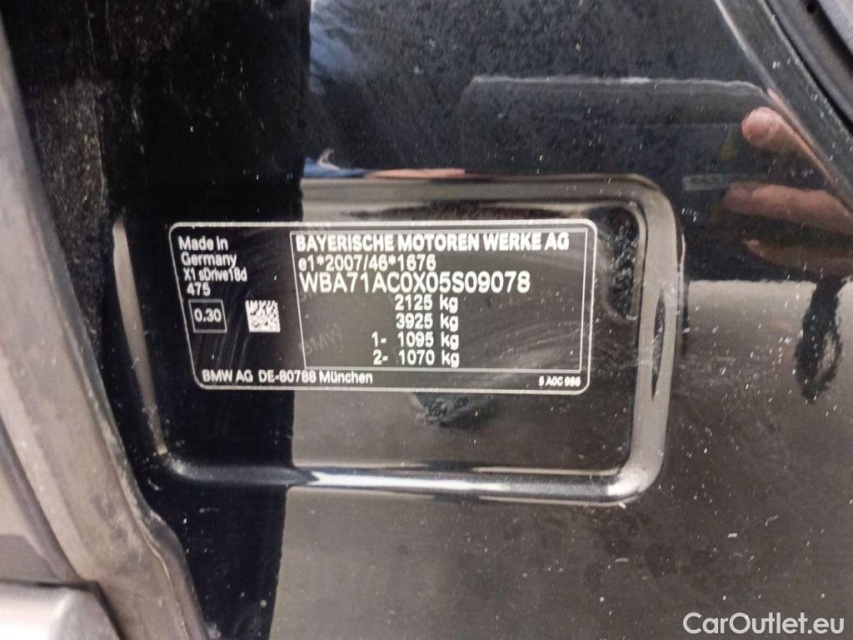 Made in
Germany
X1 sDrive18d
475
0.30
BAYERISCHE MOTOREN WERKE AG
e1*2007/46*1676
WBA71AC0X05S09078
2125 kg
3925 kg
1- 1095 kg
2- 1070 kg
BMW AG DE-80788 München
CarOutlet.eu